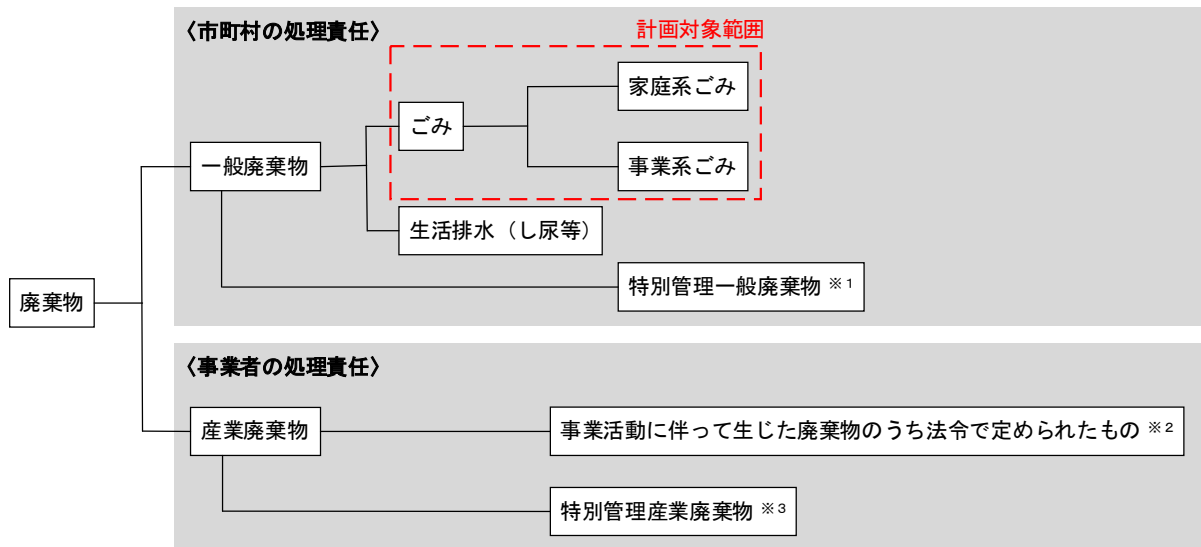 〈市町村の処理責任〉
計画対象範囲
家庭系ごみ
ごみ
一般廃棄物
事業系ごみ
生活排水（し尿等）
特別管理一般廃棄物 ※1
廃棄物
〈事業者の処理責任〉
産業廃棄物
事業活動に伴って生じた廃棄物のうち法令で定められたもの ※2
特別管理産業廃棄物 ※3